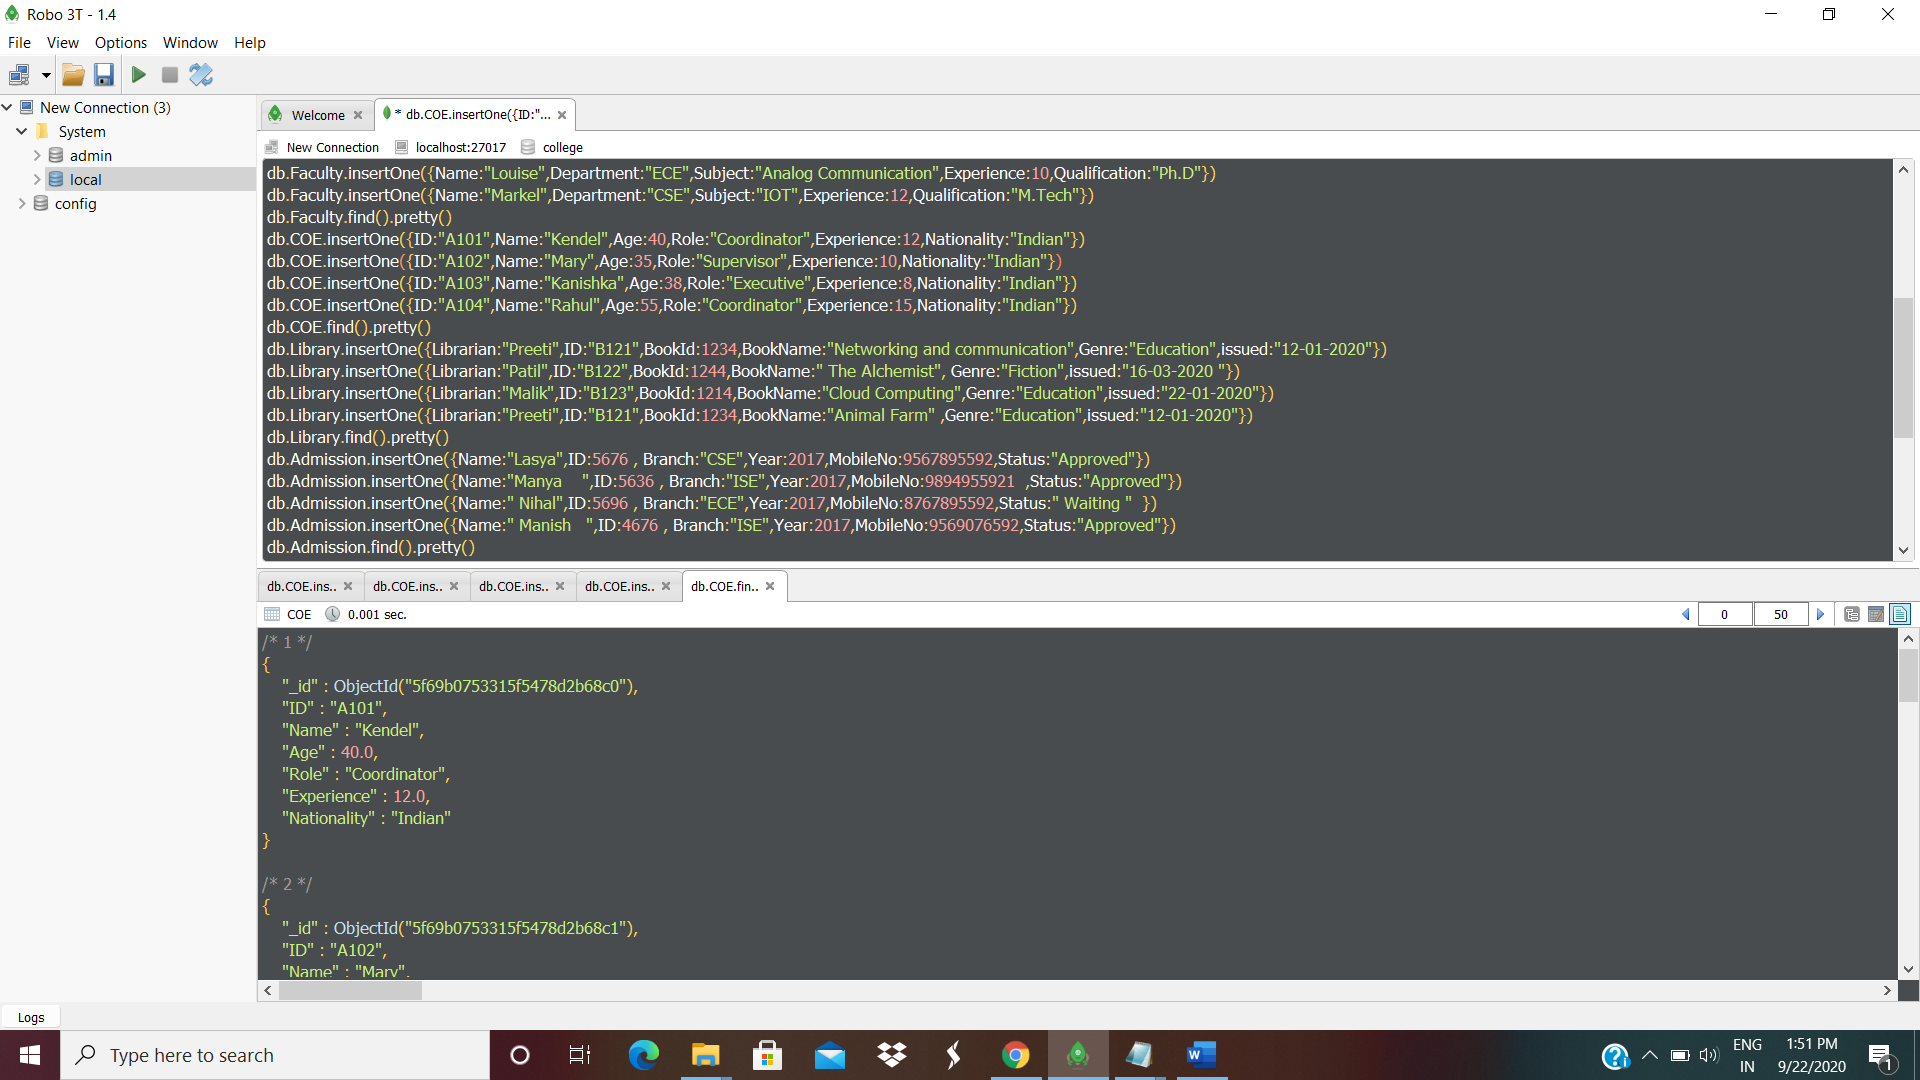 Robo 3T - 1.4
File View Options Window Help
New Connection (3)
System
admin
local
config
Welcome
* db.COE.insertOne({ID:"...
New Connection localhost:27017 college
db.Faculty.insertOne({Name:"Louise",Department:"ECE",Subject:"Analog Communication",Experience:10,Qualification:"Ph.D"})
db.Faculty.insertOne({Name:"Markel",Department:"CSE",Subject:"IOT",Experience:12,Qualification:"M.Tech"})
db.Faculty.find().pretty()
db.COE.insertOne({ID:"A101",Name:"Kendel",Age:40,Role:"Coordinator",Experience:12,Nationality:"Indian"})
db.COE.insertOne({ID:"A102",Name:"Mary",Age:35,Role:"Supervisor",Experience:10,Nationality:"Indian"})
db.COE.insertOne({ID:"A103",Name:"Kanishka",Age:38,Role:"Executive",Experience:8,Nationality:"Indian"})
db.COE.insertOne({ID:"A104",Name:"Rahul",Age:55,Role:"Coordinator",Experience:15,Nationality:"Indian"})
db.COE.find().pretty()
db.Library.insertOne({Librarian:"Preeti",ID:"B121",BookId:1234,BookName:"Networking and communication",Genre:"Education",issued:"12-01-2020"})
db.Library.insertOne({Librarian:"Patil",ID:"B122",BookId:1244,BookName:" The Alchemist", Genre:"Fiction",issued:"16-03-2020 "})
db.Library.insertOne({Librarian:"Malik",ID:"B123",BookId:1214,BookName:"Cloud Computing",Genre:"Education",issued:"22-01-2020"})
db.Library.insertOne({Librarian:"Preeti",ID:"B121",BookId:1234,BookName:"Animal Farm" ,Genre:"Education",issued:"12-01-2020"})
db.Library.find().pretty()
db.Admission.insertOne({Name:"Lasya",ID:5676 , Branch:"CSE",Year:2017,MobileNo:9567895592,Status:"Approved"})
db.Admission.insertOne({Name:"Manya    ",ID:5636 , Branch:"ISE",Year:2017,MobileNo:9894955921  ,Status:"Approved"})
db.Admission.insertOne({Name:" Nihal",ID:5696 , Branch:"ECE",Year:2017,MobileNo:8767895592,Status:" Waiting "  })
db.Admission.insertOne({Name:" Manish   ",ID:4676 , Branch:"ISE",Year:2017,MobileNo:9569076592,Status:"Approved"})
db.Admission.find().pretty()
db.COE.ins.. db.COE.ins.. db.COE.ins.. db.COE.ins.. db.COE.fin..
COE 0.001 sec. 0 50
/* 1 */
{
"_id" : ObjectId("5f69b0753315f5478d2b68c0"),
"ID" : "A101",
"Name" : "Kendel",
"Age" : 40.0,
"Role" : "Coordinator",
"Experience" : 12.0,
"Nationality" : "Indian"
}
/* 2 */
{
"_id" : ObjectId("5f69b0753315f5478d2b68c1"),
"ID" : "A102",
"Name" : "Mary",
Logs
Type here to search
ENG
IN
1:51 PM
9/22/2020
1